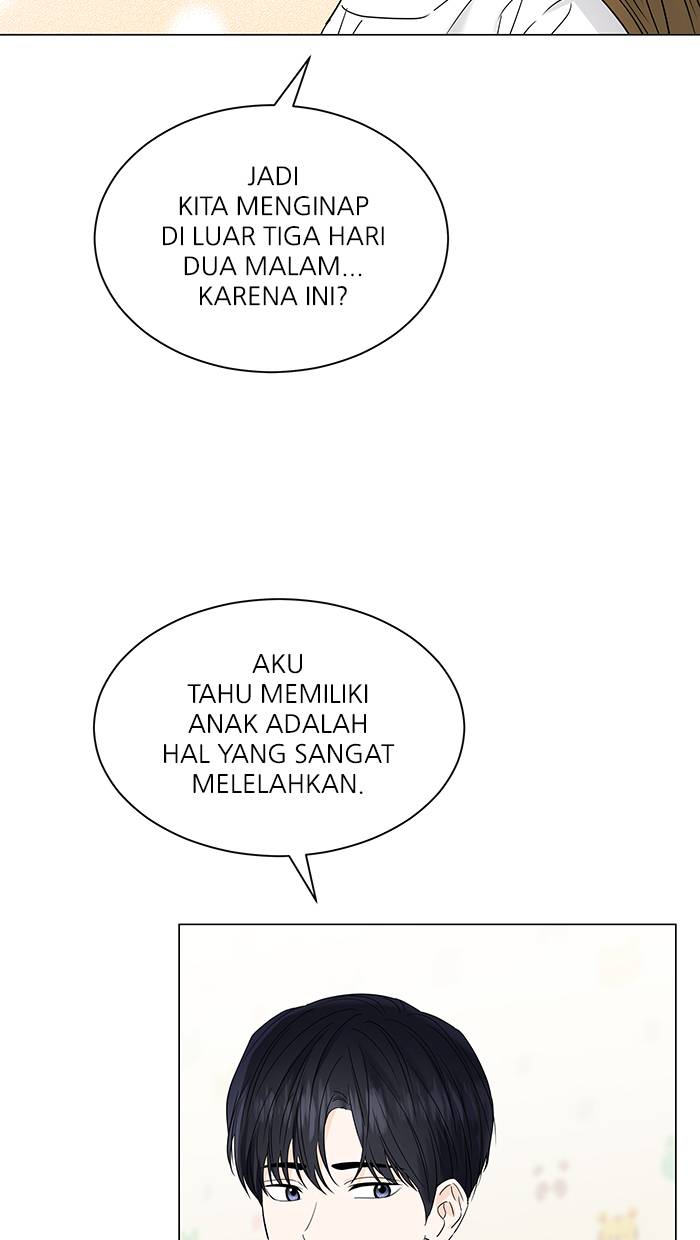 JADI
KITA MENGINAP
DI LUAR TIGA HARI
DUA MALAM...
KARENA INI?
AKU
TAHU MEMILIKI
ANAK ADALAH
HAL YANG SANGAT
MELELAHKAN.